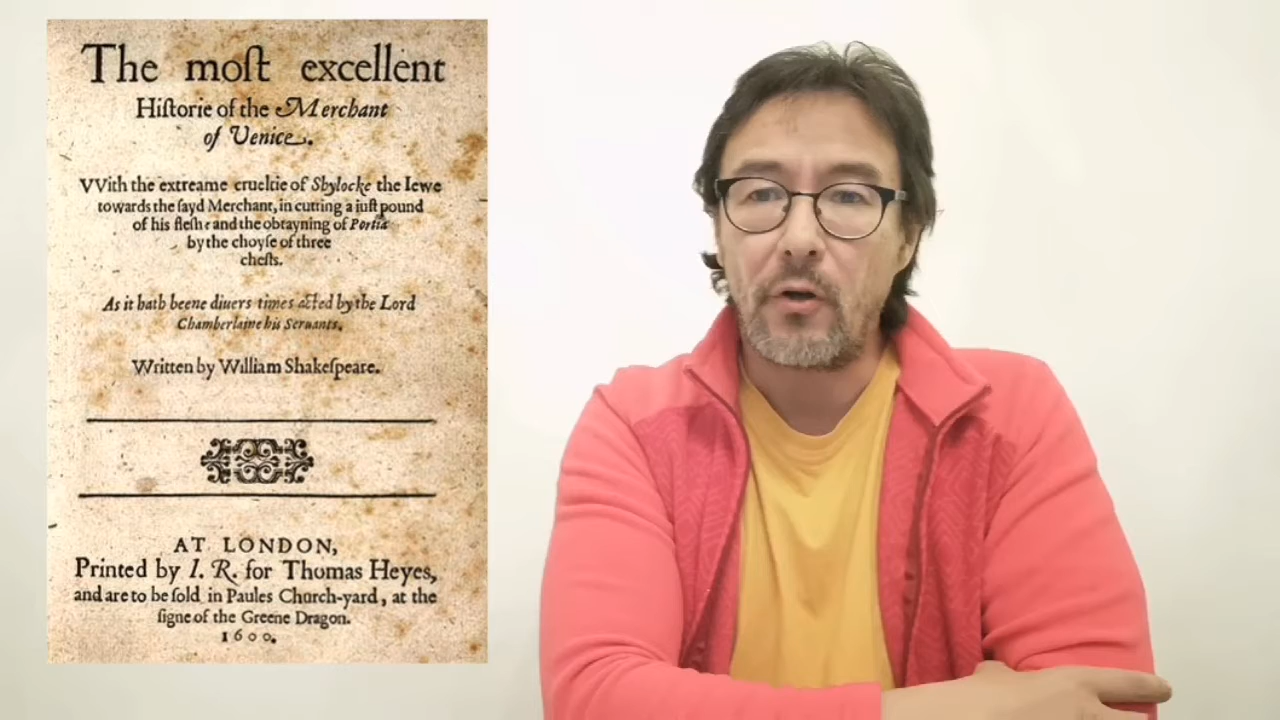 The moſt excellent
Hiſtorie of the Merchant
of Venice.
VVith the extreame crueltie of Shylocke the Iewe
towards the ſayd Merchant, in cutting a iuſt pound
of his fleſhe and the obtayning of Portia
by the choyſe of three
cheſts.
As it hath beene diuers times acted by the Lord
Chamberlaine his Seruants.
Written by William Shakeſpeare.
AT LONDON,
Printed by I. R. for Thomas Heyes,
and are to be ſold in Paules Church-yard, at the
ſigne of the Greene Dragon.
1600.